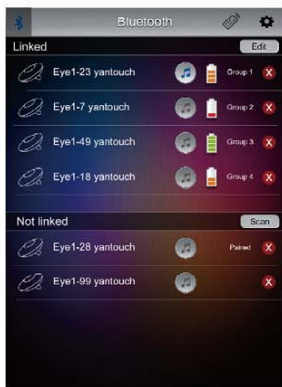 Bluetooth
Linked Edit
Eye1-23 yantouch Group 1 X
Eye1-7 yantouch Group 2 X
Eye1-49 yantouch Group 3 X
Eye1-18 yantouch Group 4 X
Not linked Scan
Eye1-28 yantouch Paired X
Eye1-99 yantouch X